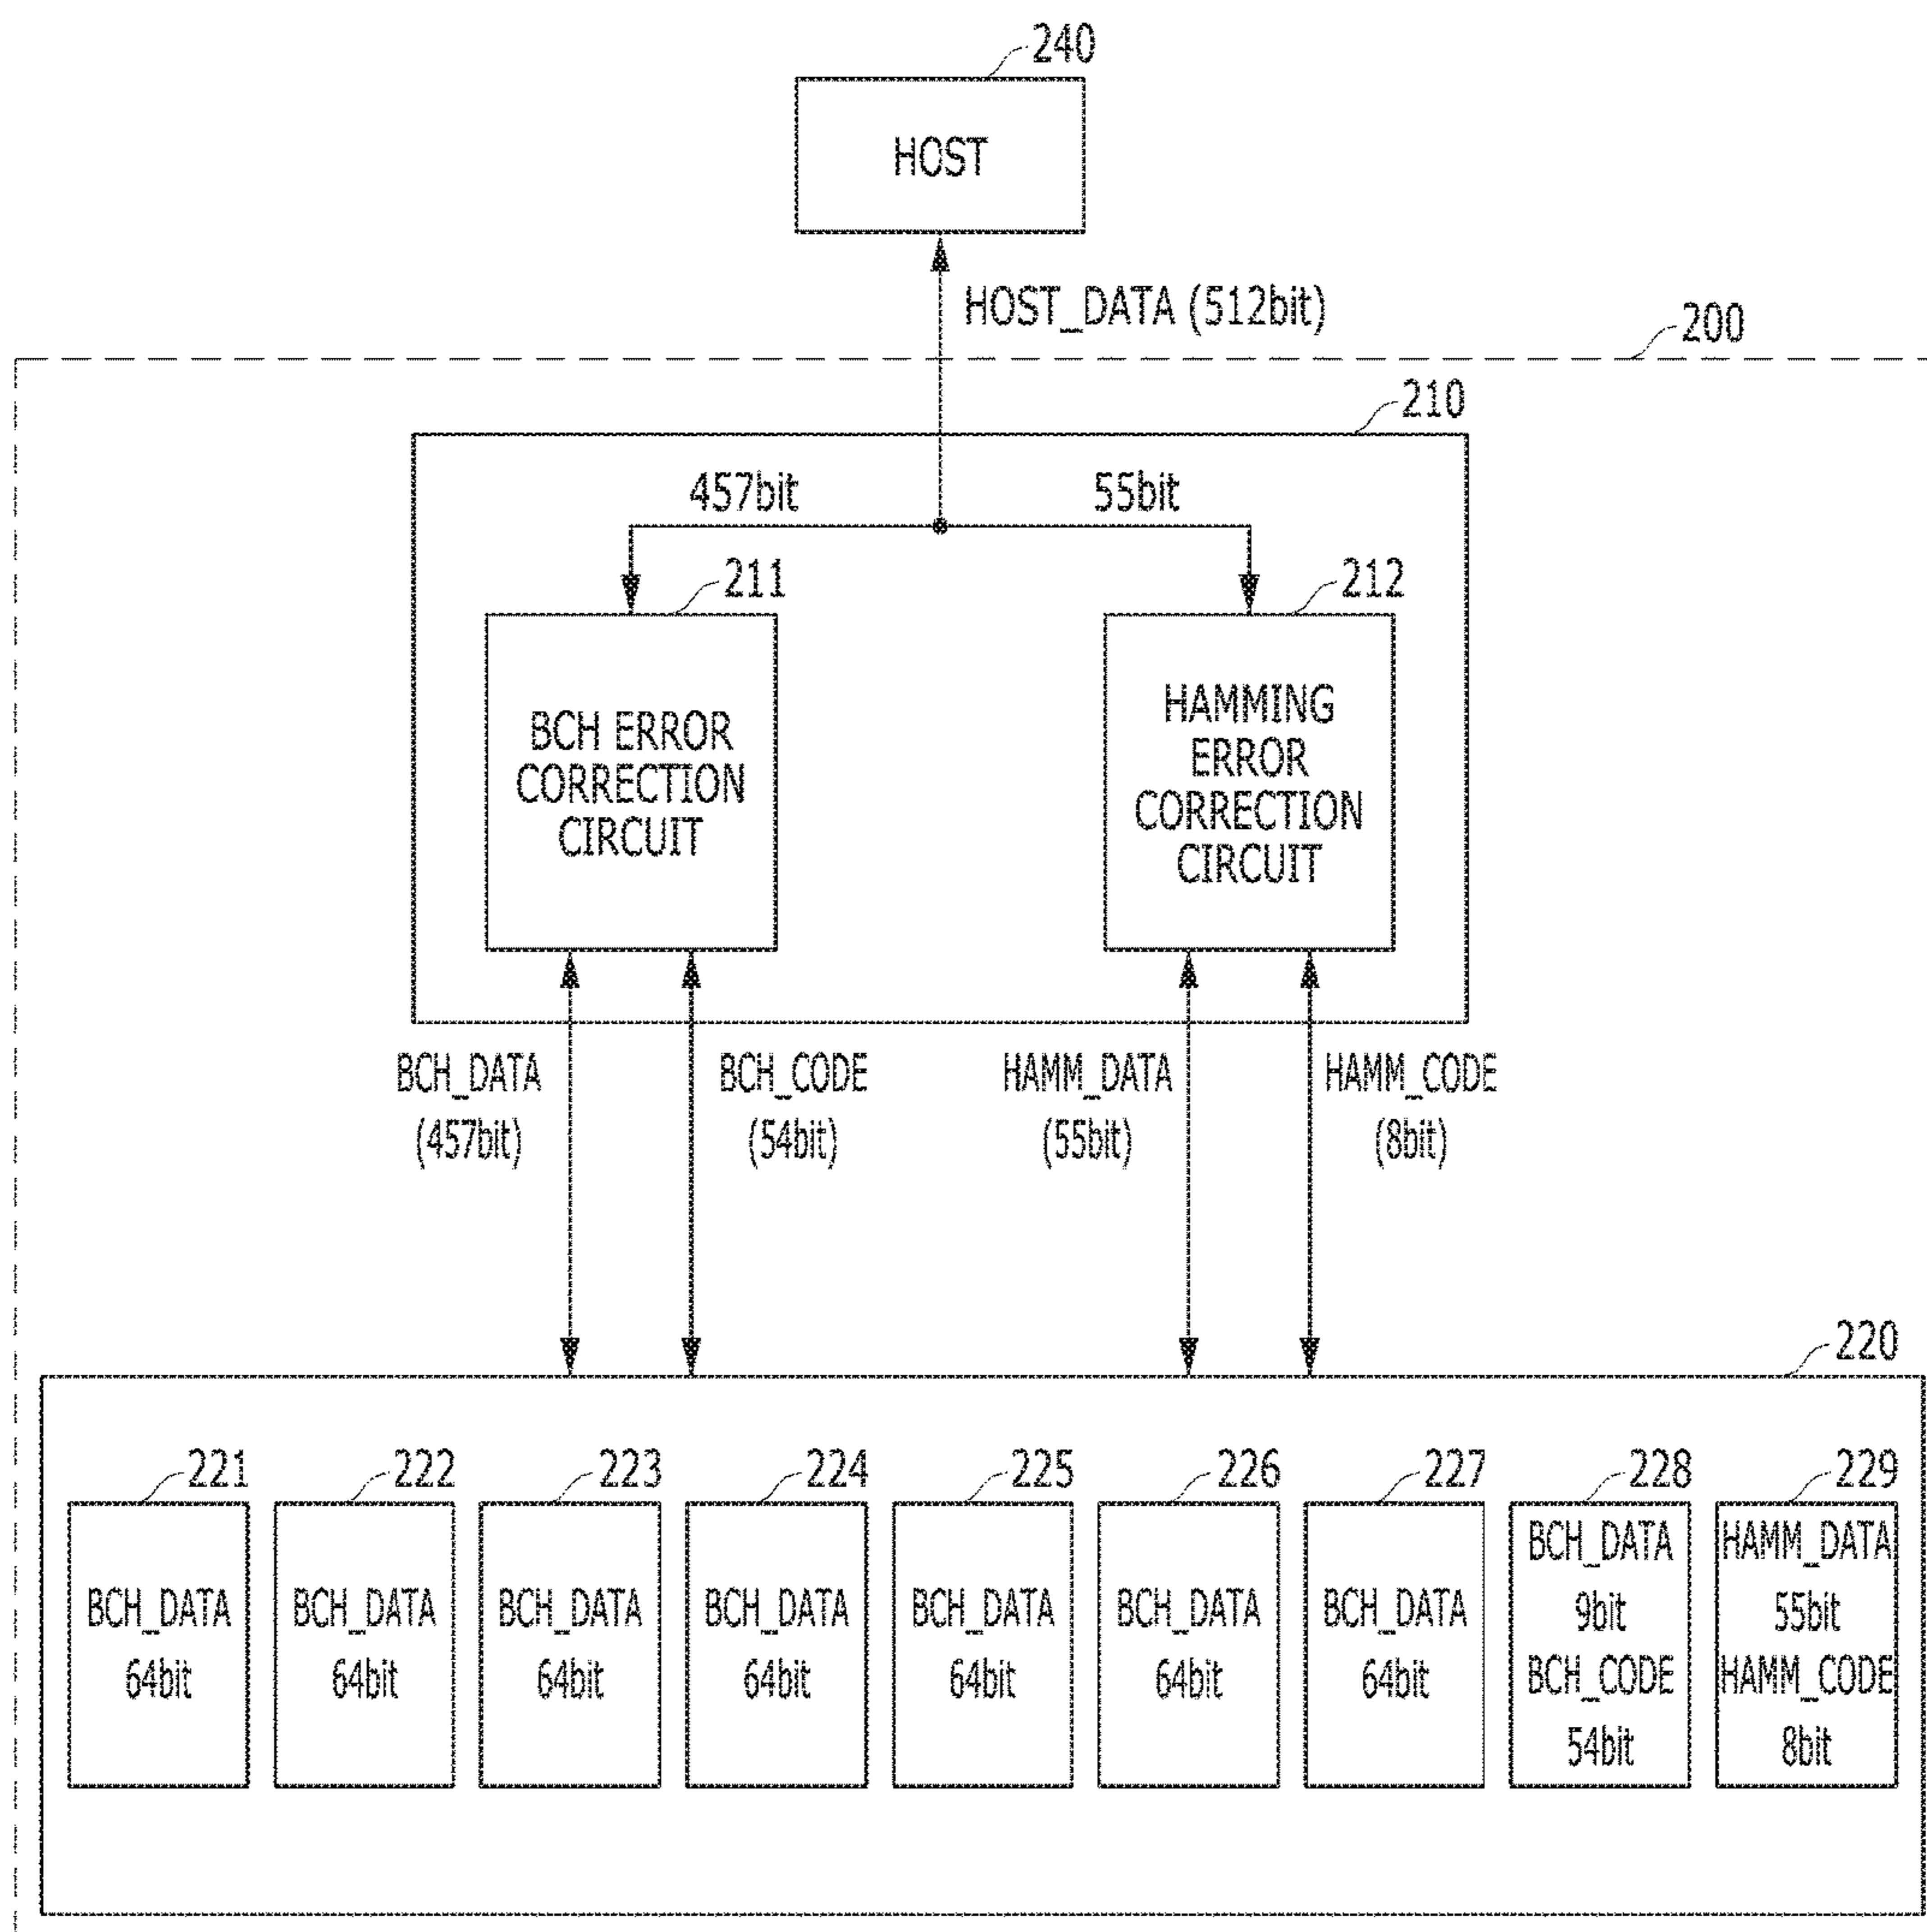 240
HOST
HOST_DATA (512bit)
200
210
457bit
55bit
211
212
BCH ERROR
CORRECTION
CIRCUIT
HAMMING
ERROR
CORRECTION
CIRCUIT
BCH_DATA
(457bit)
BCH_CODE
(54bit)
HAMM_DATA
(55bit)
HAMM_CODE
(8bit)
220
221
222
223
224
225
226
227
228
229
BCH_DATA
64bit
BCH_DATA
64bit
BCH_DATA
64bit
BCH_DATA
64bit
BCH_DATA
64bit
BCH_DATA
64bit
BCH_DATA
64bit
BCH_DATA
9bit
BCH_CODE
54bit
HAMM_DATA
55bit
HAMM_CODE
8bit